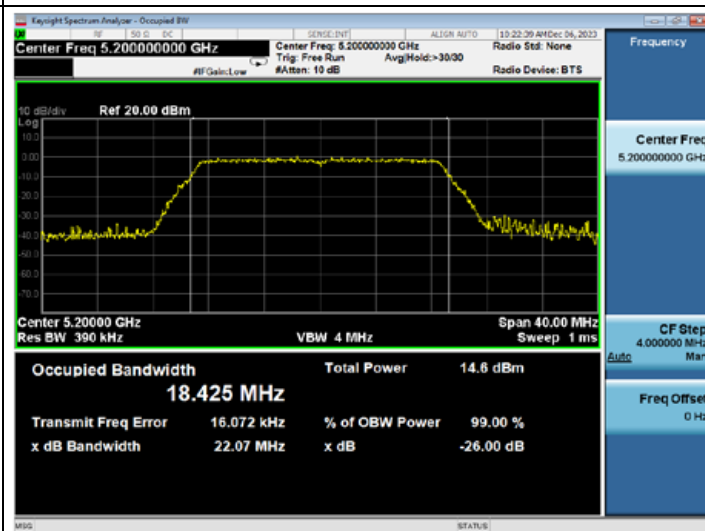 Keysight Spectrum Analyzer - Occupied BW
RF 50 Ω DC SENSE:INT ALIGN AUTO 10:22:39 AM Dec 06, 2023
Center Freq 5.200000000 GHz Center Freq: 5.200000000 GHz Radio Std: None Frequency
Trig: Free Run Avg|Hold:>30/30
#IFGain:Low #Atten: 10 dB Radio Device: BTS
10 dB/div Ref 20.00 dBm
Log
10.0
0.00
-10.0
-20.0
-30.0
-40.0
-50.0
-60.0
-70.0
Center Freq
5.200000000 GHz
Center 5.20000 GHz Span 40.00 MHz
Res BW 390 kHz VBW 4 MHz Sweep 1 ms
CF Step
4.000000 MHz
Auto Man
Occupied Bandwidth Total Power 14.6 dBm
18.425 MHz
Transmit Freq Error 16.072 kHz % of OBW Power 99.00 %
x dB Bandwidth 22.07 MHz x dB -26.00 dB
Freq Offset
0 Hz
MSG STATUS